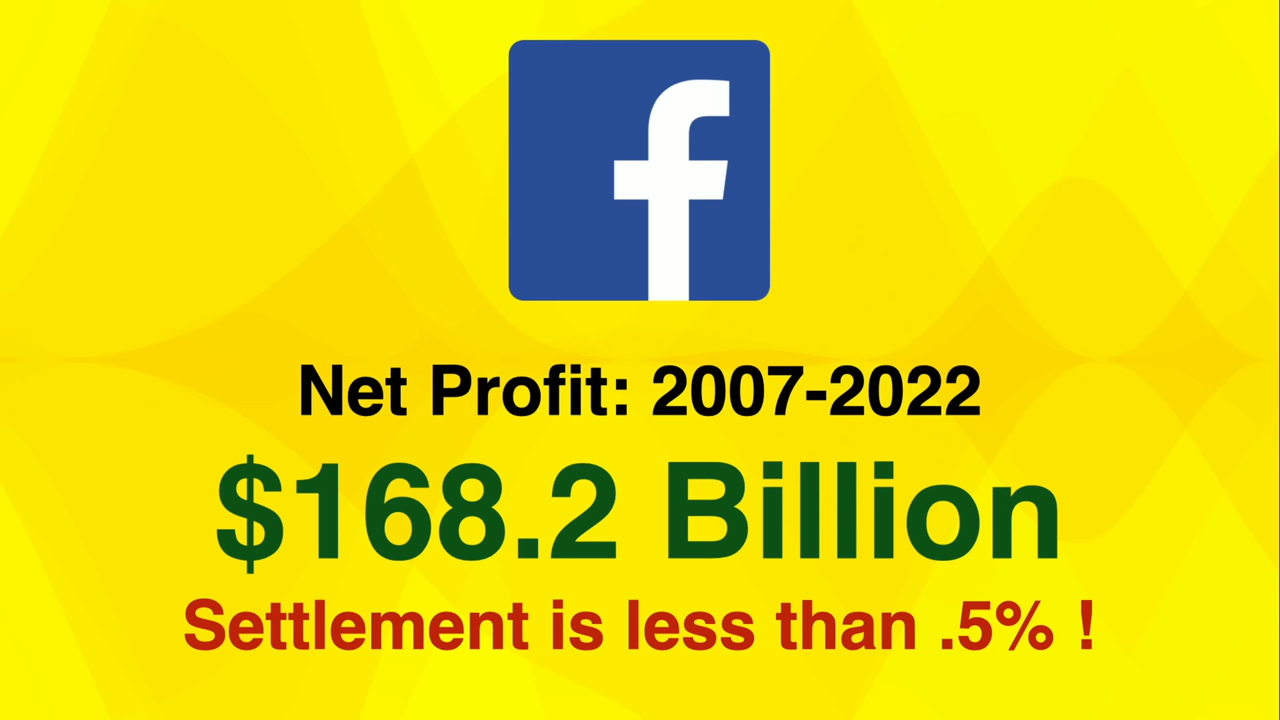 f
Net Profit: 2007-2022
$168.2 Billion
Settlement is less than .5% !